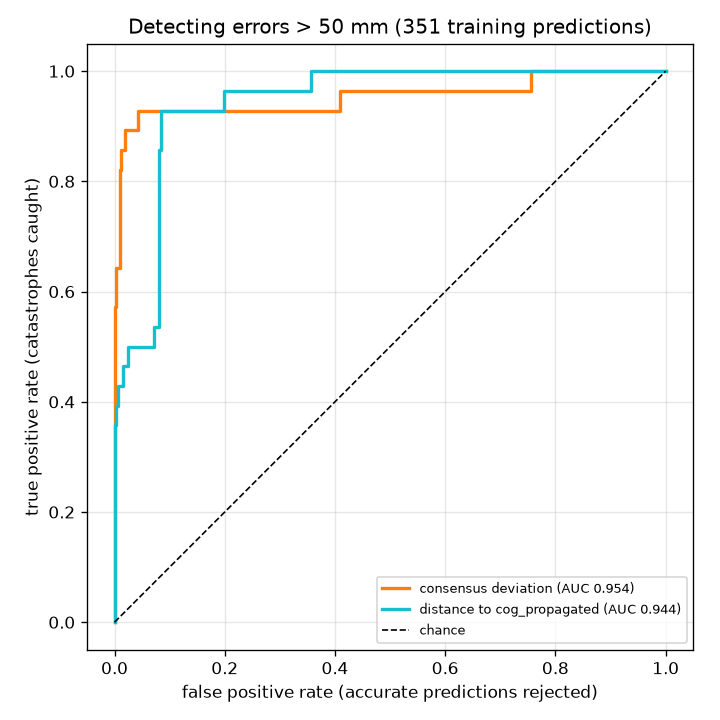 Detecting errors > 50 mm (351 training predictions)
true positive rate (catastrophes caught)
1.0
0.8
0.6
0.4
0.2
0.0
consensus deviation (AUC 0.954)
distance to cog_propagated (AUC 0.944)
chance
0.0 0.2 0.4 0.6 0.8 1.0
false positive rate (accurate predictions rejected)